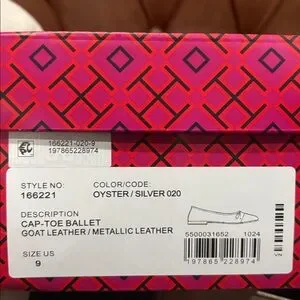 166221-020-9
197865228974
STYLE NO: COLOR/CODE:
166221 OYSTER / SILVER 020
DESCRIPTION
CAP-TOE BALLET
GOAT LEATHER / METALLIC LEATHER
5500031652 1024
SIZE US
9
197865 228974
VN